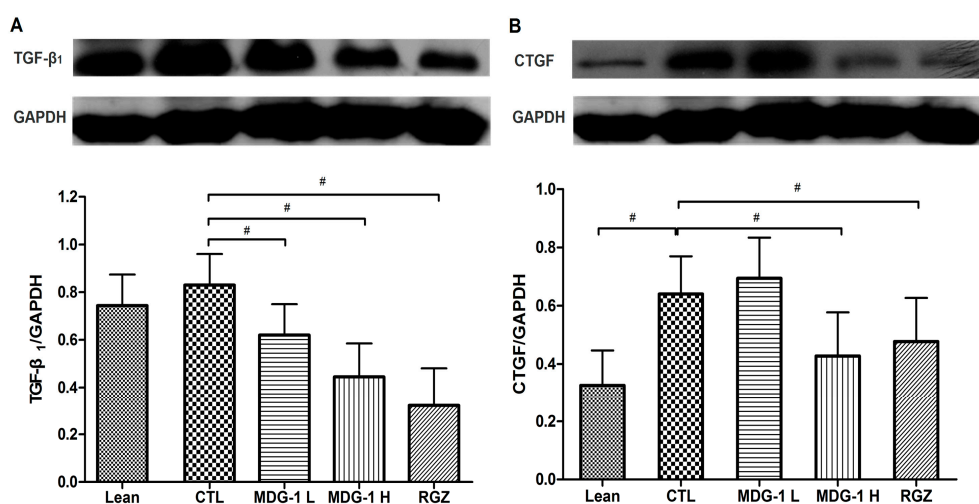 A
TGF-β1
GAPDH
B
CTGF
GAPDH
1.2
1.0
0.8
0.6
0.4
0.2
0.0
TGF-β 1/GAPDH
#
#
#
Lean CTL MDG-1 L MDG-1 H RGZ
1.0
0.8
0.6
0.4
0.2
0.0
CTGF/GAPDH
#
#
#
Lean CTL MDG-1 L MDG-1 H RGZ